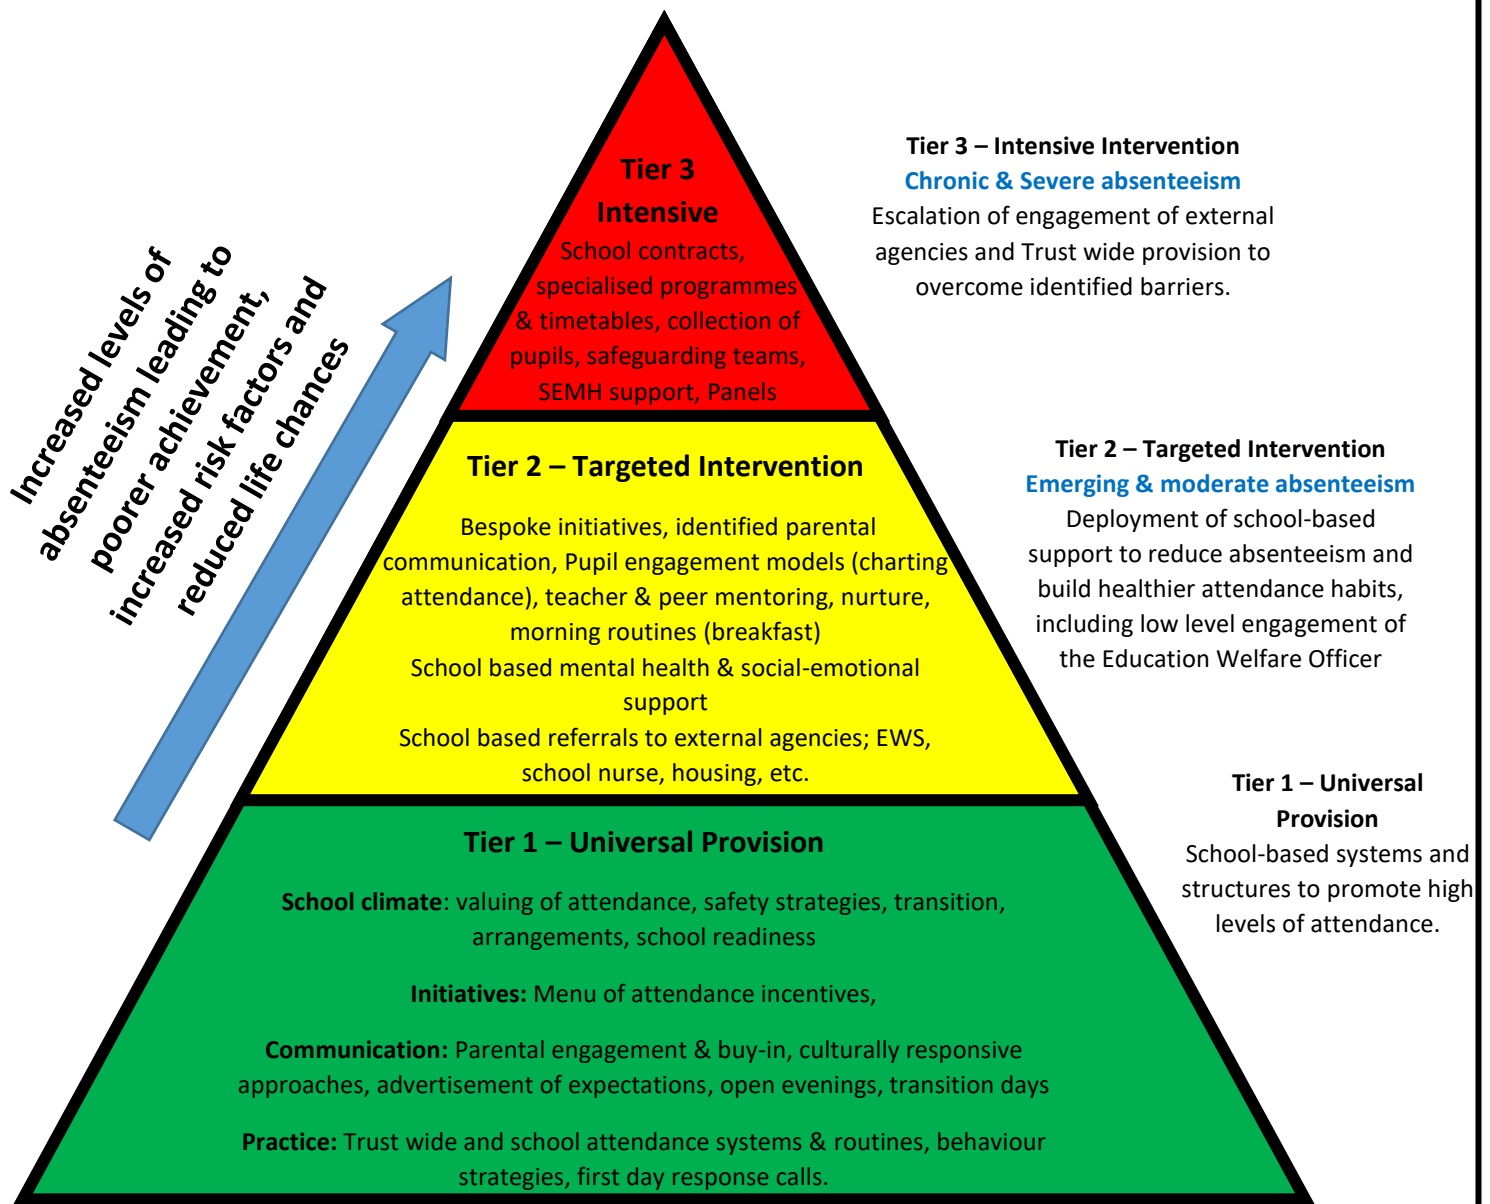 Increased levels of
absenteeism leading to
poorer achievement,
increased risk factors and
reduced life chances
Tier 3
Intensive
School contracts,
specialised programmes
& timetables, collection of
pupils, safeguarding teams,
SEMH support, Panels
Tier 3 – Intensive Intervention
Chronic & Severe absenteeism
Escalation of engagement of external
agencies and Trust wide provision to
overcome identified barriers.
Tier 2 – Targeted Intervention
Bespoke initiatives, identified parental
communication, Pupil engagement models (charting
attendance), teacher & peer mentoring, nurture,
morning routines (breakfast)
School based mental health & social-emotional
support
School based referrals to external agencies; EWS,
school nurse, housing, etc.
Tier 2 – Targeted Intervention
Emerging & moderate absenteeism
Deployment of school-based
support to reduce absenteeism and
build healthier attendance habits,
including low level engagement of
the Education Welfare Officer
Tier 1 – Universal Provision
School climate: valuing of attendance, safety strategies, transition,
arrangements, school readiness
Initiatives: Menu of attendance incentives,
Communication: Parental engagement & buy-in, culturally responsive
approaches, advertisement of expectations, open evenings, transition days
Practice: Trust wide and school attendance systems & routines, behaviour
strategies, first day response calls.
Tier 1 – Universal
Provision
School-based systems and
structures to promote high
levels of attendance.